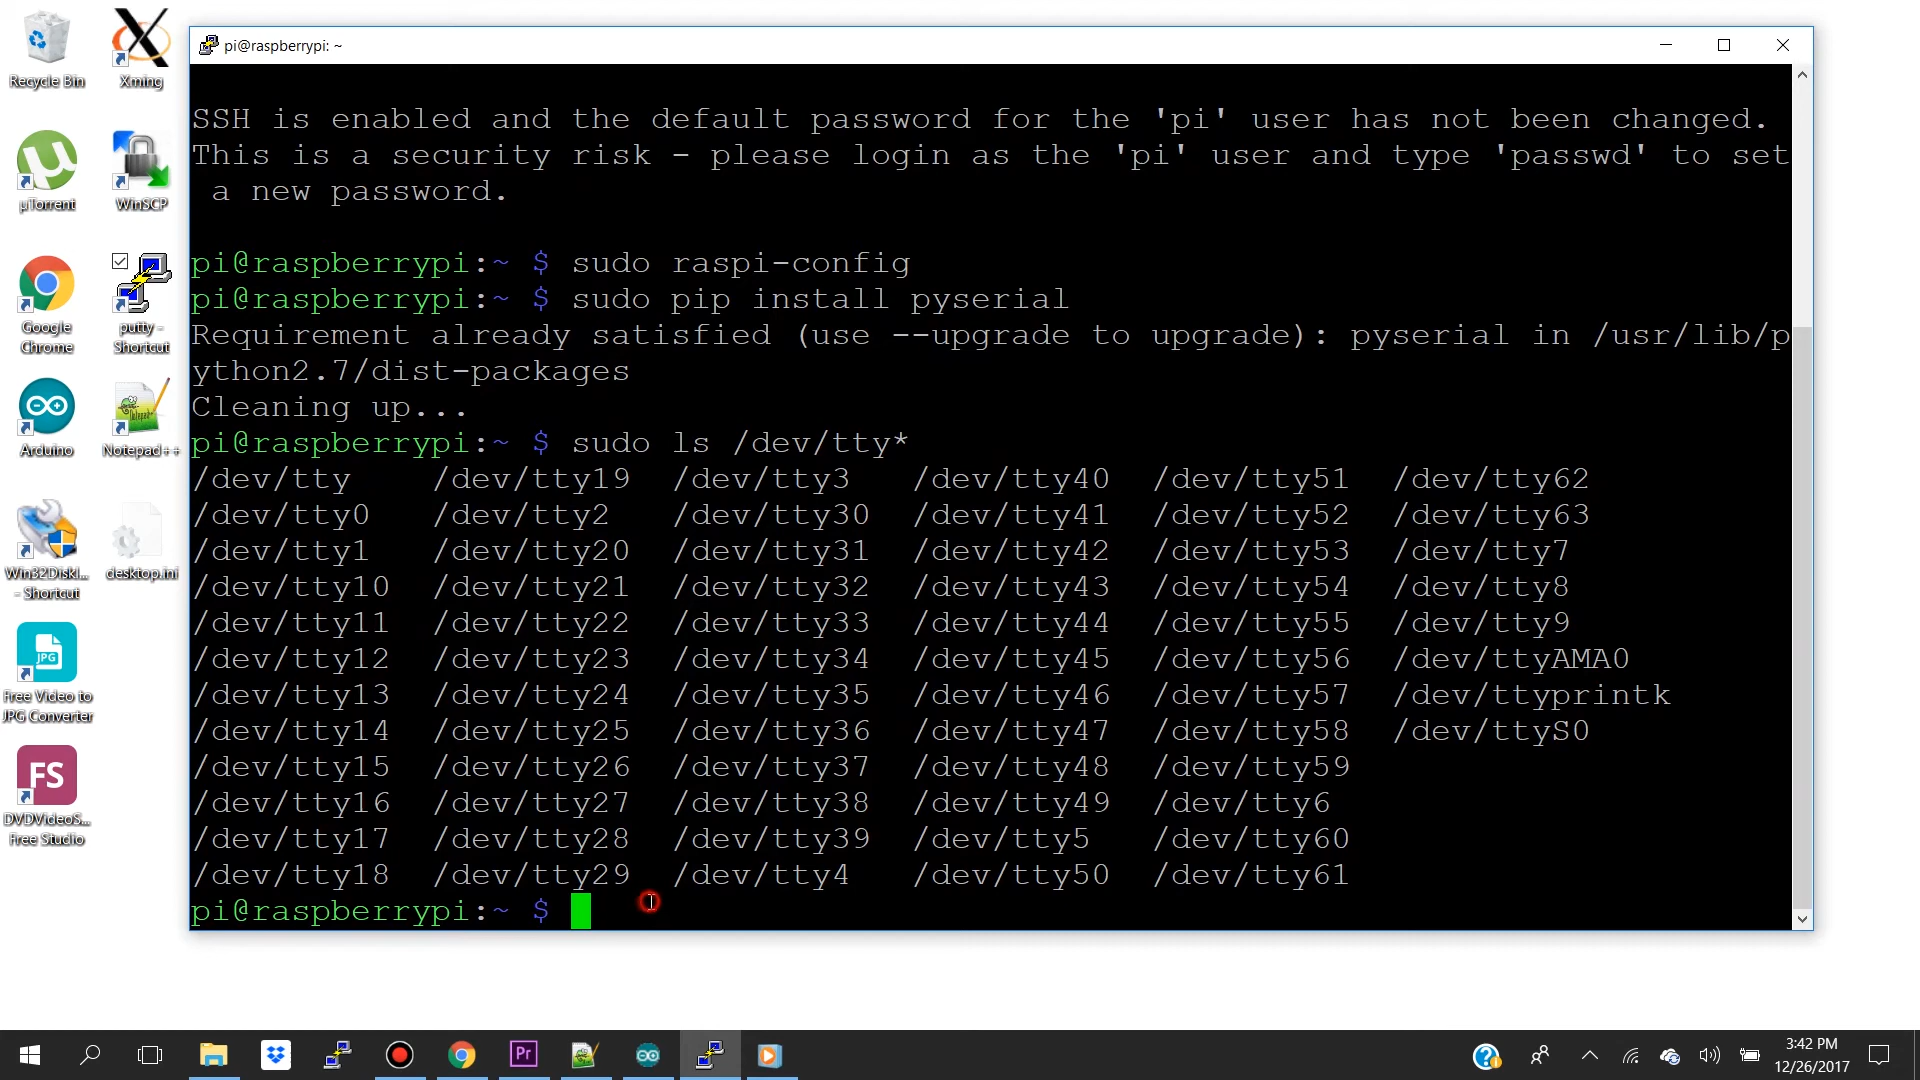 Recycle Bin
Xming
µTorrent
WinSCP
Google
Chrome
putty -
Shortcut
Arduino
Notepad++
Win32Diski...
- Shortcut
desktop.ini
JPG
Free Video to
JPG Converter
FS
DVDVideoS...
Free Studio
pi@raspberrypi: ~
SSH is enabled and the default password for the 'pi' user has not been changed.
This is a security risk - please login as the 'pi' user and type 'passwd' to set
 a new password.
pi@raspberrypi:~ $ sudo raspi-config
pi@raspberrypi:~ $ sudo pip install pyserial
Requirement already satisfied (use --upgrade to upgrade): pyserial in /usr/lib/p
ython2.7/dist-packages
Cleaning up...
pi@raspberrypi:~ $ sudo ls /dev/tty*
/dev/tty /dev/tty19 /dev/tty3 /dev/tty40 /dev/tty51 /dev/tty62
/dev/tty0 /dev/tty2 /dev/tty30 /dev/tty41 /dev/tty52 /dev/tty63
/dev/tty1 /dev/tty20 /dev/tty31 /dev/tty42 /dev/tty53 /dev/tty7
/dev/tty10 /dev/tty21 /dev/tty32 /dev/tty43 /dev/tty54 /dev/tty8
/dev/tty11 /dev/tty22 /dev/tty33 /dev/tty44 /dev/tty55 /dev/tty9
/dev/tty12 /dev/tty23 /dev/tty34 /dev/tty45 /dev/tty56 /dev/ttyAMA0
/dev/tty13 /dev/tty24 /dev/tty35 /dev/tty46 /dev/tty57 /dev/ttyprintk
/dev/tty14 /dev/tty25 /dev/tty36 /dev/tty47 /dev/tty58 /dev/ttyS0
/dev/tty15 /dev/tty26 /dev/tty37 /dev/tty48 /dev/tty59
/dev/tty16 /dev/tty27 /dev/tty38 /dev/tty49 /dev/tty6
/dev/tty17 /dev/tty28 /dev/tty39 /dev/tty5 /dev/tty60
/dev/tty18 /dev/tty29 /dev/tty4 /dev/tty50 /dev/tty61
pi@raspberrypi:~ $
Pr
3:42 PM
12/26/2017